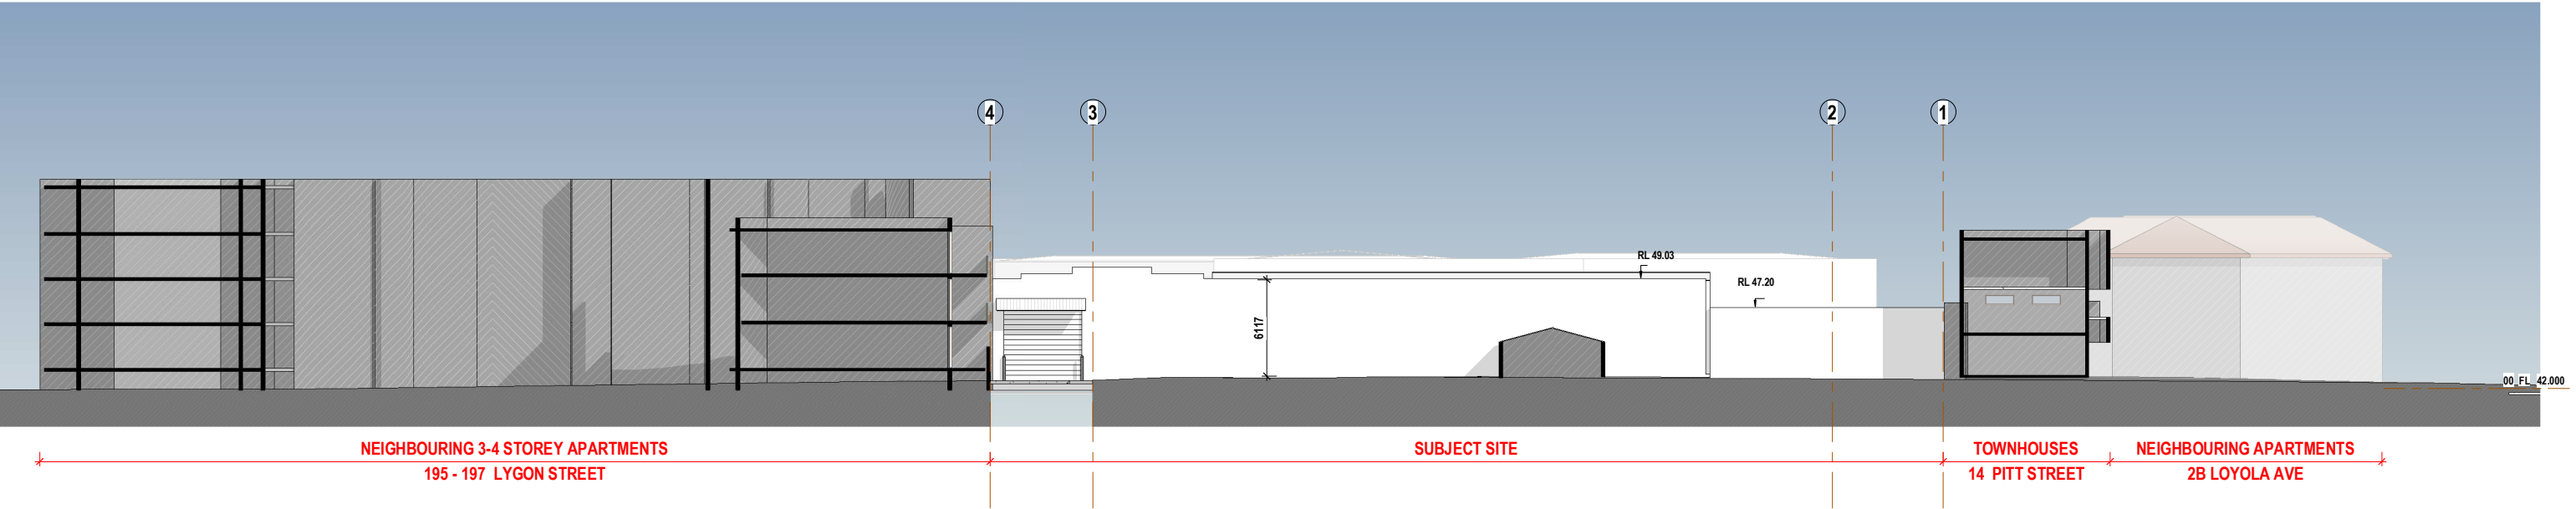 4
3
2
1
RL 49.03
RL 47.20
6117
00_FL_42.000
NEIGHBOURING 3-4 STOREY APARTMENTS
195 - 197 LYGON STREET
SUBJECT SITE
TOWNHOUSES
14 PITT STREET
NEIGHBOURING APARTMENTS
2B LOYOLA AVE